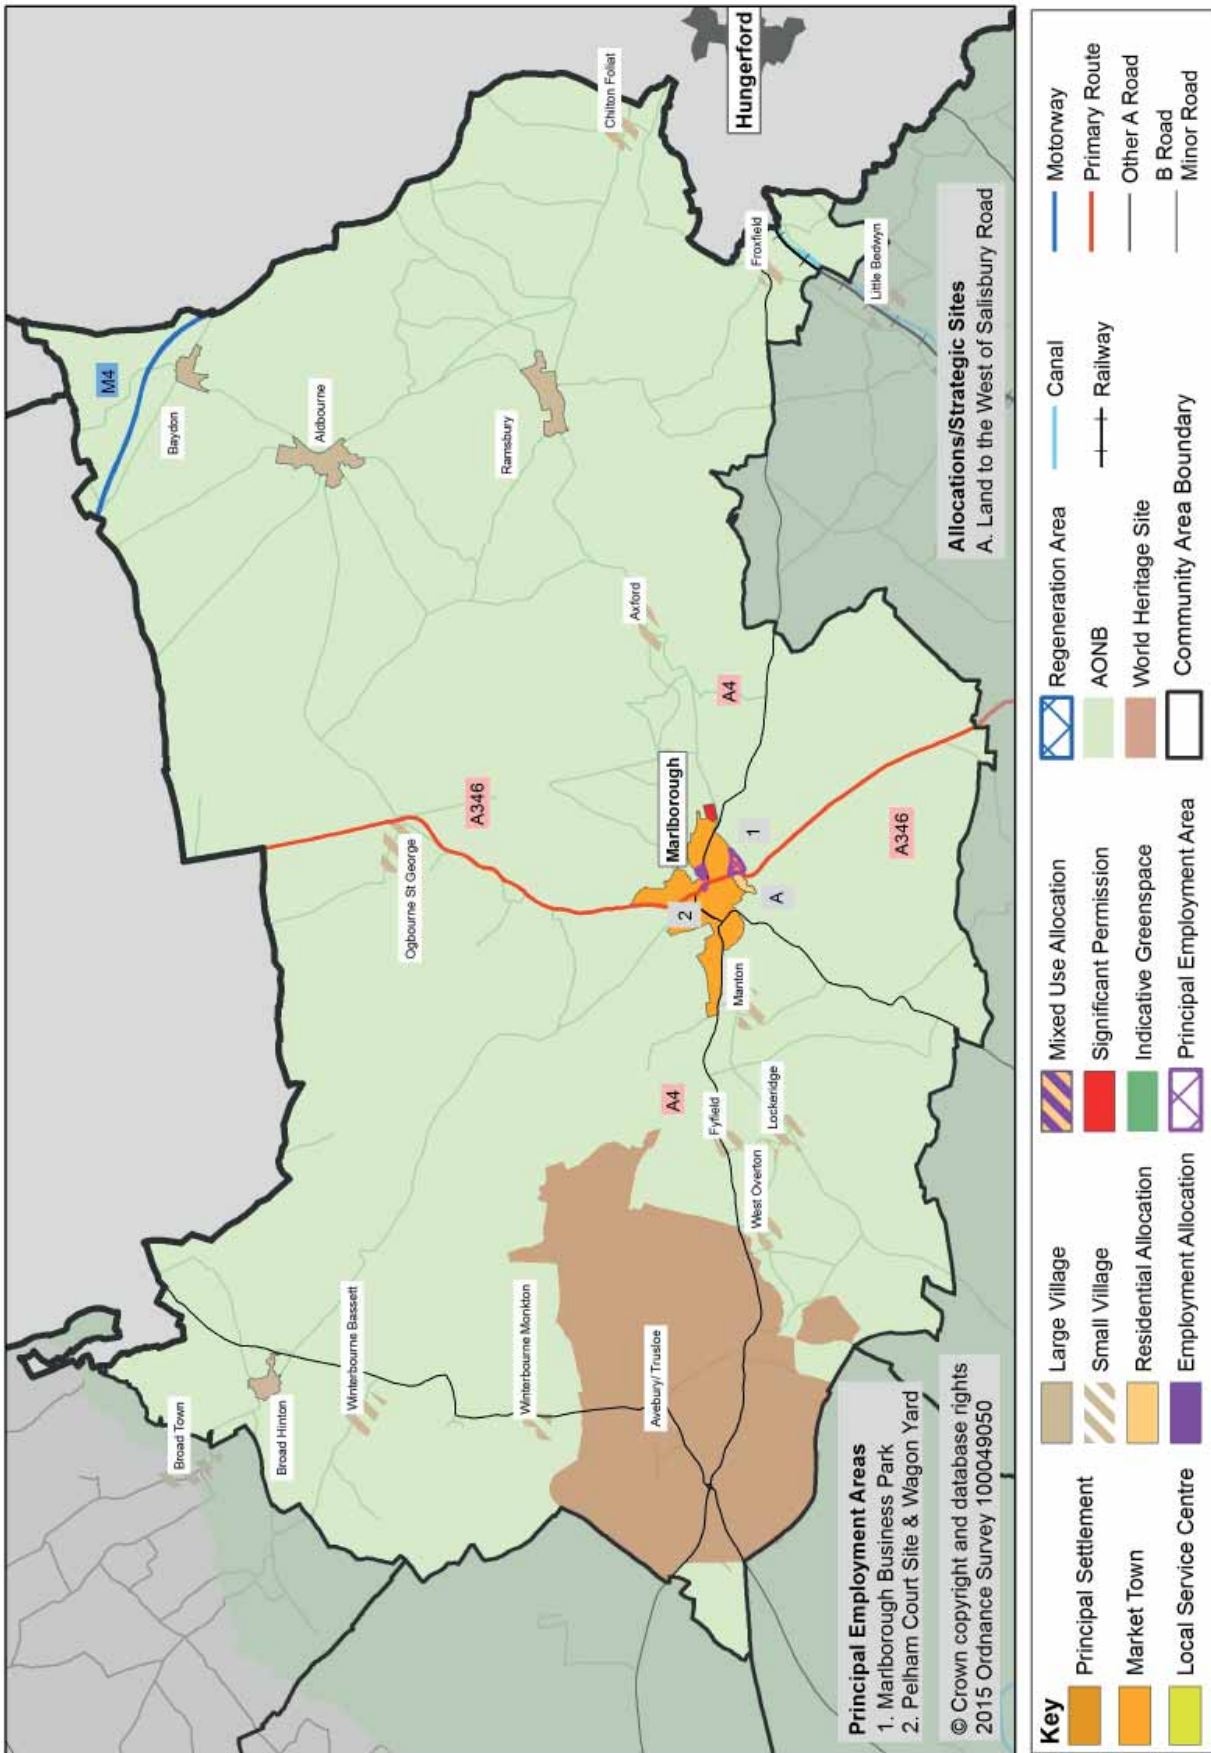 M4
Baydon
Aldbourne
Ramsbury
Chilton Foliat
Hungerford
Froxfield
Little Bedwyn
Axford
A4
Marlborough
A346
Ogbourne St George
1
2
A
A346
Manton
A4
Fyfield
Lockeridge
West Overton
Broad Town
Broad Hinton
Winterbourne Bassett
Winterbourne Monkton
Avebury/ Trusloe
Principal Employment Areas
1. Marlborough Business Park
2. Pelham Court Site & Wagon Yard
© Crown copyright and database rights
2015 Ordnance Survey 100049050
Allocations/Strategic Sites
A. Land to the West of Salisbury Road
Key
Principal Settlement
Market Town
Local Service Centre
Large Village
Small Village
Residential Allocation
Employment Allocation
Mixed Use Allocation
Significant Permission
Indicative Greenspace
Principal Employment Area
Regeneration Area
AONB
World Heritage Site
Community Area Boundary
Canal
Railway
Motorway
Primary Route
Other A Road
B Road
Minor Road